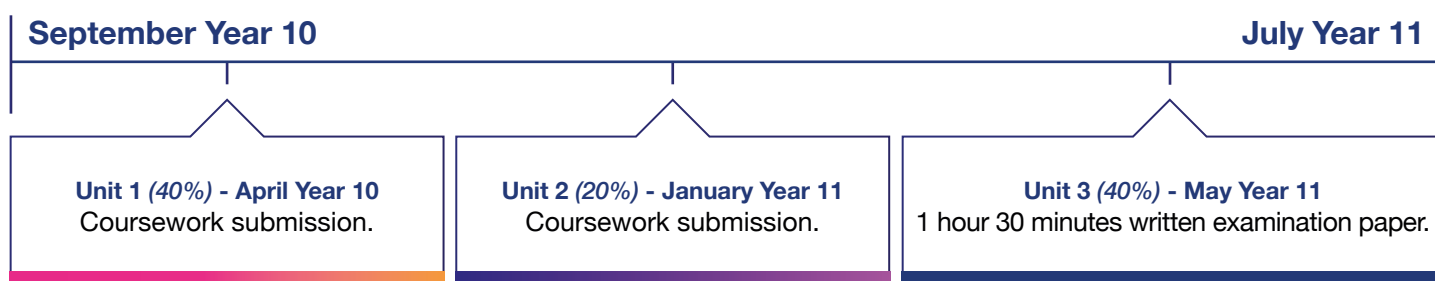 September Year 10
July Year 11
Unit 1 (40%) - April Year 10
Coursework submission.
Unit 2 (20%) - January Year 11
Coursework submission.
Unit 3 (40%) - May Year 11
1 hour 30 minutes written examination paper.